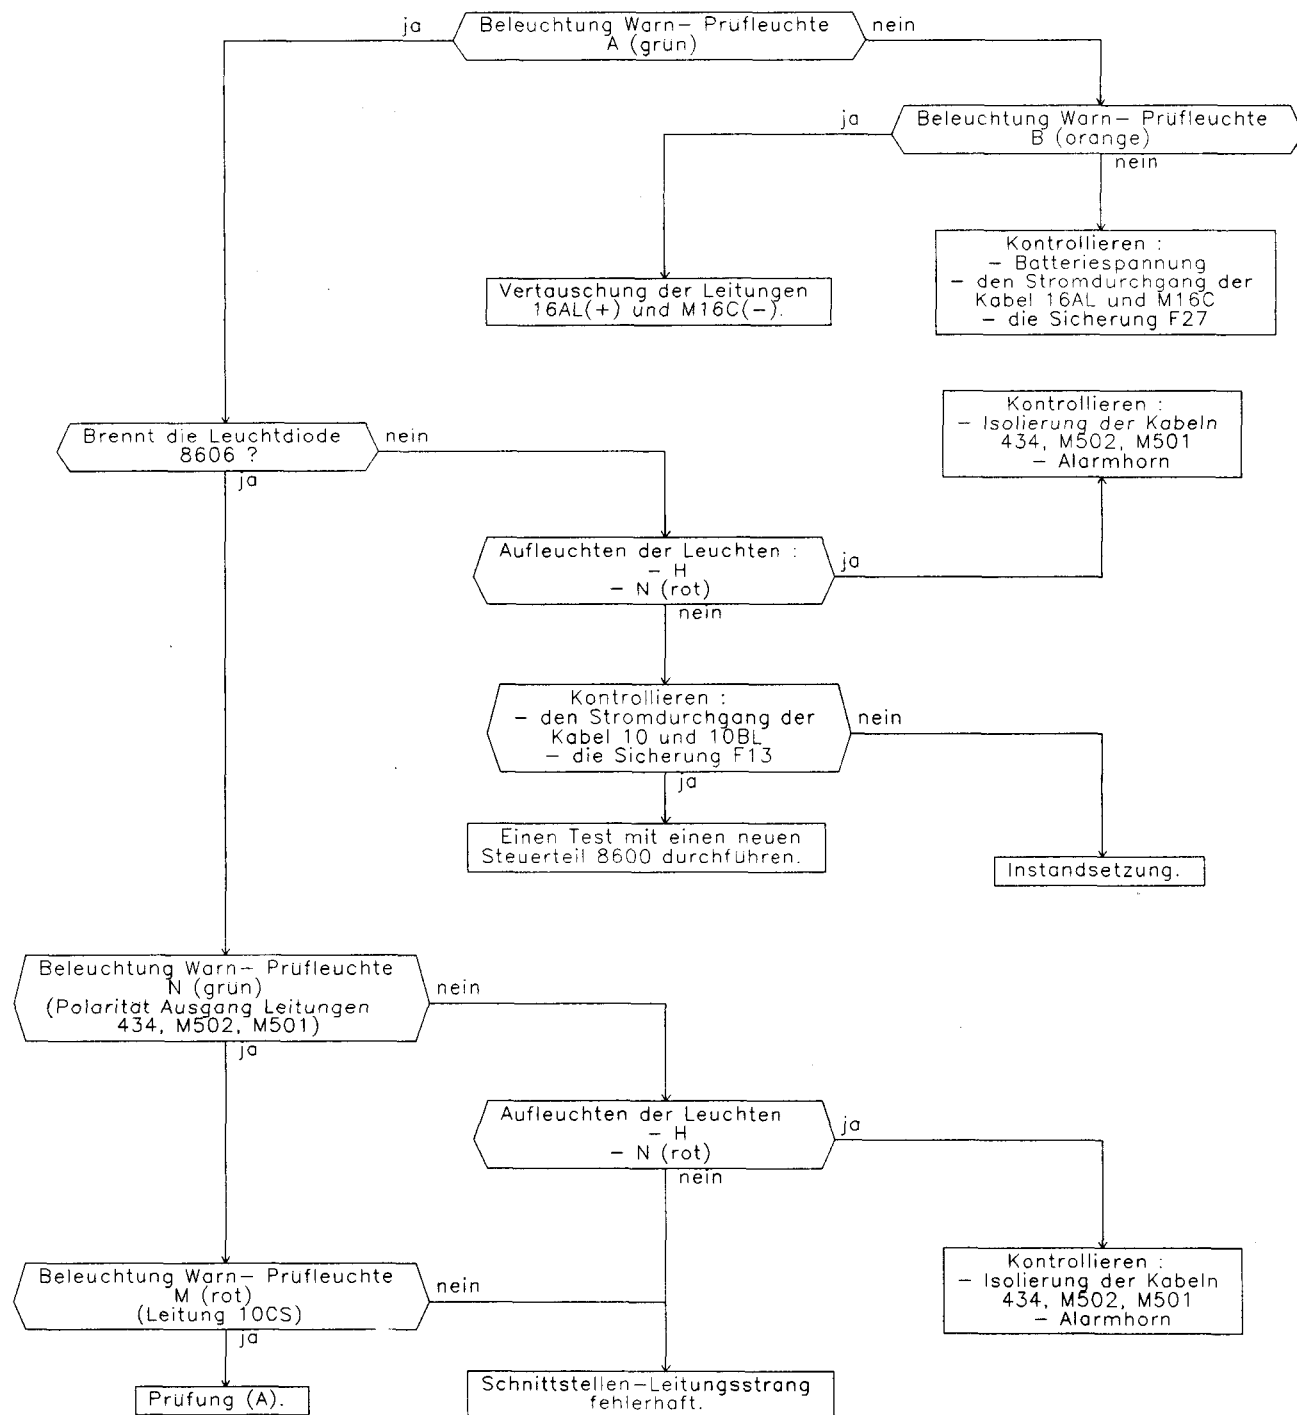 ja
Beleuchtung Warn- Prüfleuchte
A (grün)
nein
ja
Beleuchtung Warn- Prüfleuchte
B (orange)
nein
Vertauschung der Leitungen
16AL(+) und M16C(-).
Kontrollieren :
- Batteriespannung
- den Stromdurchgang der
Kabel 16AL und M16C
- die Sicherung F27
Brennt die Leuchtdiode
8606 ?
nein
ja
Kontrollieren :
- Isolierung der Kabeln
434, M502, M501
- Alarmhorn
Aufleuchten der Leuchten :
- H
- N (rot)
ja
nein
Kontrollieren :
- den Stromdurchgang der
Kabel 10 und 10BL
- die Sicherung F13
nein
ja
Einen Test mit einen neuen
Steuerteil 8600 durchführen.
Instandsetzung.
Beleuchtung Warn- Prüfleuchte
N (grün)
(Polarität Ausgang Leitungen
434, M502, M501)
nein
ja
Aufleuchten der Leuchten
- H
- N (rot)
ja
nein
Beleuchtung Warn- Prüfleuchte
M (rot)
(Leitung 10CS)
nein
ja
Kontrollieren :
- Isolierung der Kabeln
434, M502, M501
- Alarmhorn
Prüfung (A).
Schnittstellen-Leitungsstrang
fehlerhaft.